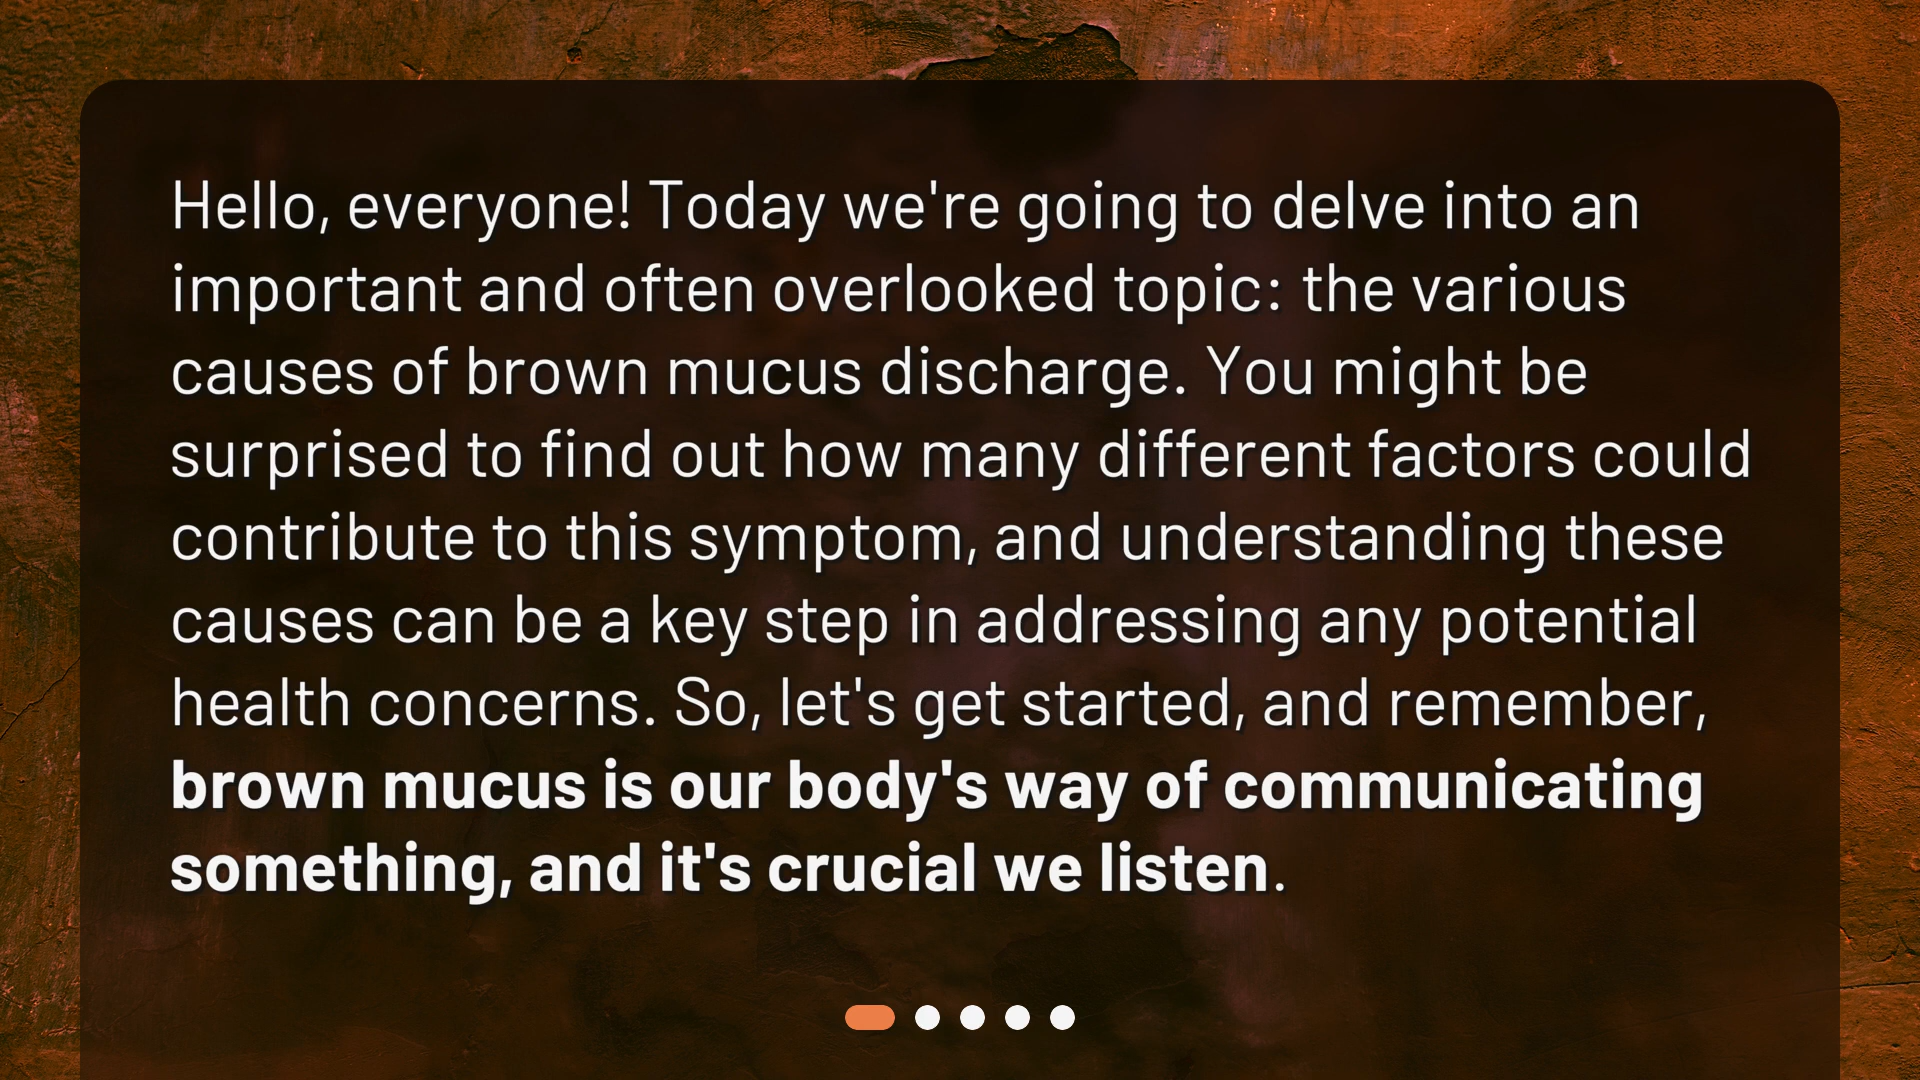 Hello, everyone! Today we're going to delve into an
important and often overlooked topic: the various
causes of brown mucus discharge. You might be
surprised to find out how many different factors could
contribute to this symptom, and understanding these
causes can be a key step in addressing any potential
health concerns. So, let's get started, and remember,
brown mucus is our body's way of communicating
something, and it's crucial we listen.